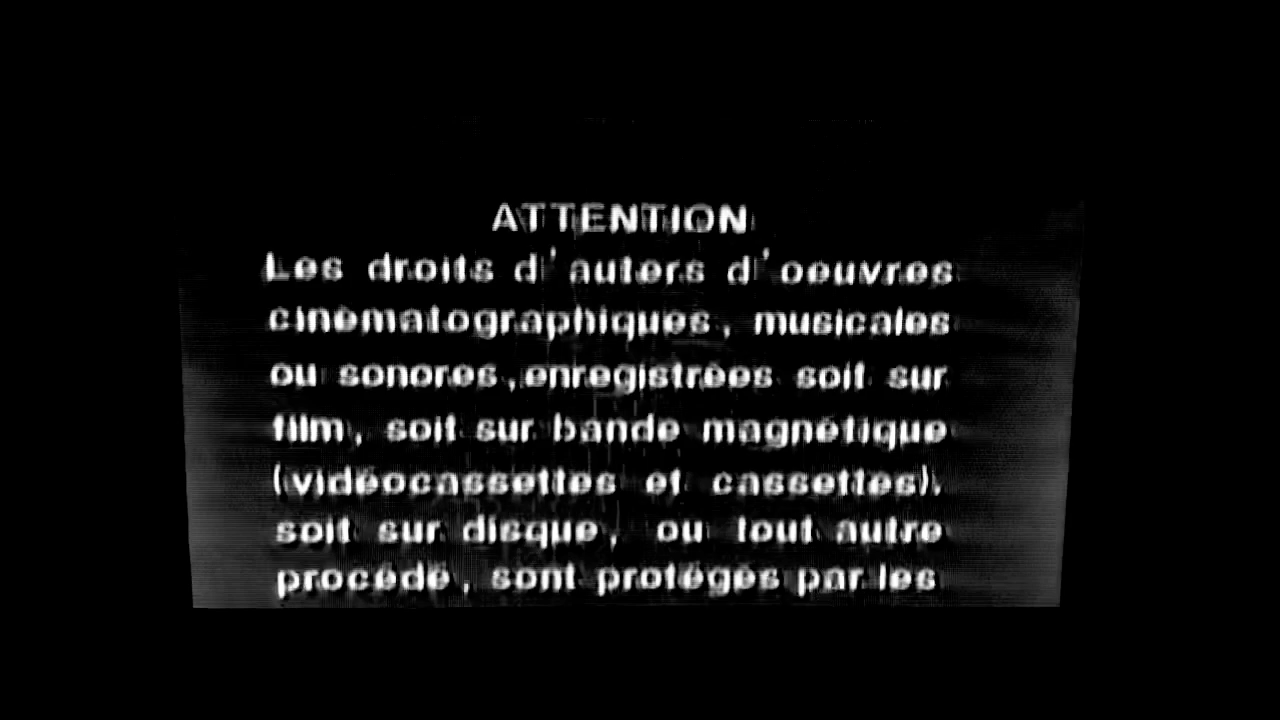 ATTENTION
Les droits d'auters d'oeuvres
cinématographiques, musicales
ou sonores, enregistrées soit sur
film, soit sur bande magnétique
(vidéocassettes et cassettes),
soit sur disque, ou tout autre
procédé, sont protégés par les